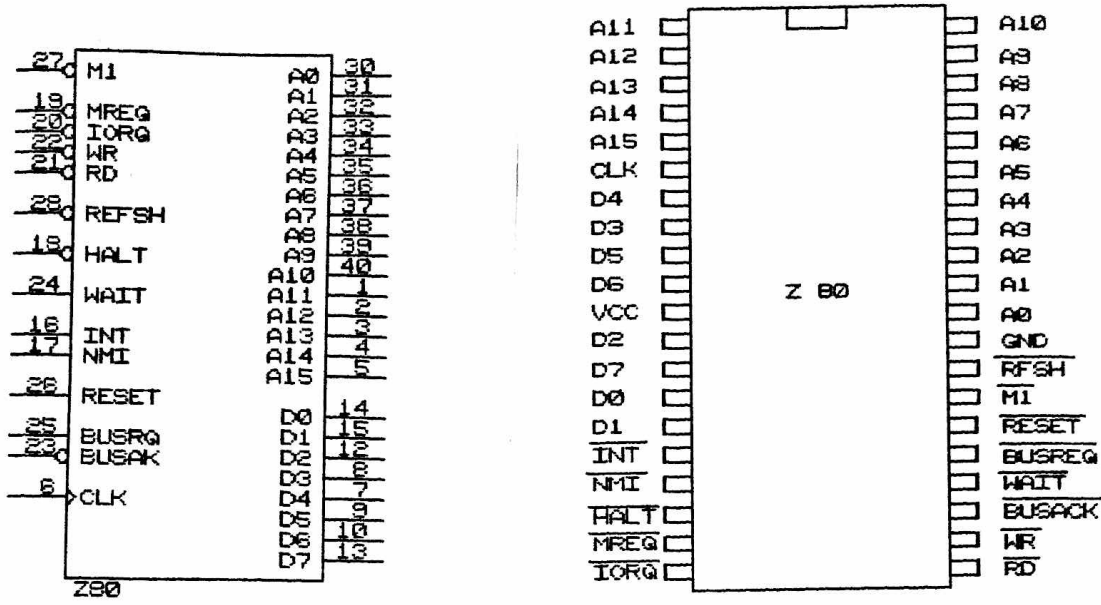 27 M1
19 MREQ
20 IORQ
22 WR
21 RD
28 REFSH
18 HALT
24 WAIT
16 INT
17 NMI
26 RESET
25 BUSRQ
23 BUSAK
6 CLK
A0 30
A1 31
A2 32
A3 33
A4 34
A5 35
A6 36
A7 37
A8 38
A9 39
A10 40
A11 1
A12 2
A13 3
A14 4
A15 5
D0 14
D1 15
D2 12
D3 8
D4 7
D5 9
D6 10
D7 13
Z80
A11
A12
A13
A14
A15
CLK
D4
D3
D5
D6
VCC
D2
D7
D0
D1
INT
NMI
HALT
MREQ
IORQ
Z 80
A10
A9
A8
A7
A6
A5
A4
A3
A2
A1
A0
GND
RFSH
M1
RESET
BUSREQ
WAIT
BUSACK
WR
RD